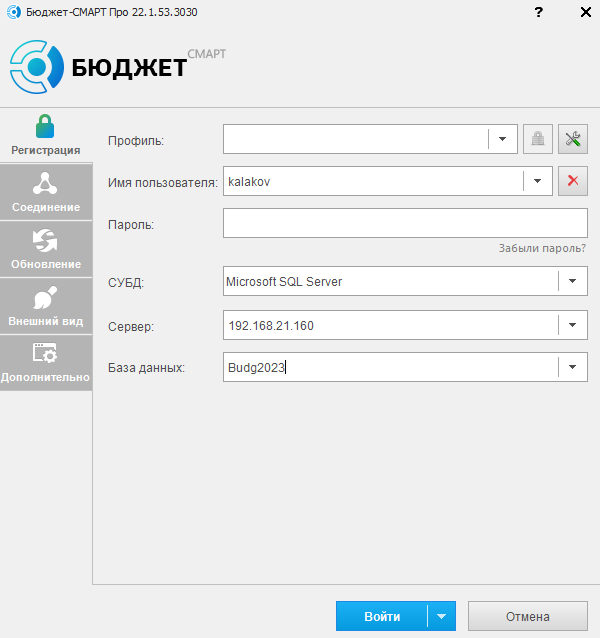 Бюджет-СМАРТ Про 22.1.53.3030
?
БЮДЖЕТ СМАРТ
Регистрация
Соединение
Обновление
Внешний вид
Дополнительно
Профиль:
Имя пользователя: kalakov
Пароль:
Забыли пароль?
СУБД: Microsoft SQL Server
Сервер: 192.168.21.160
База данных: Budg2023
Войти
Отмена